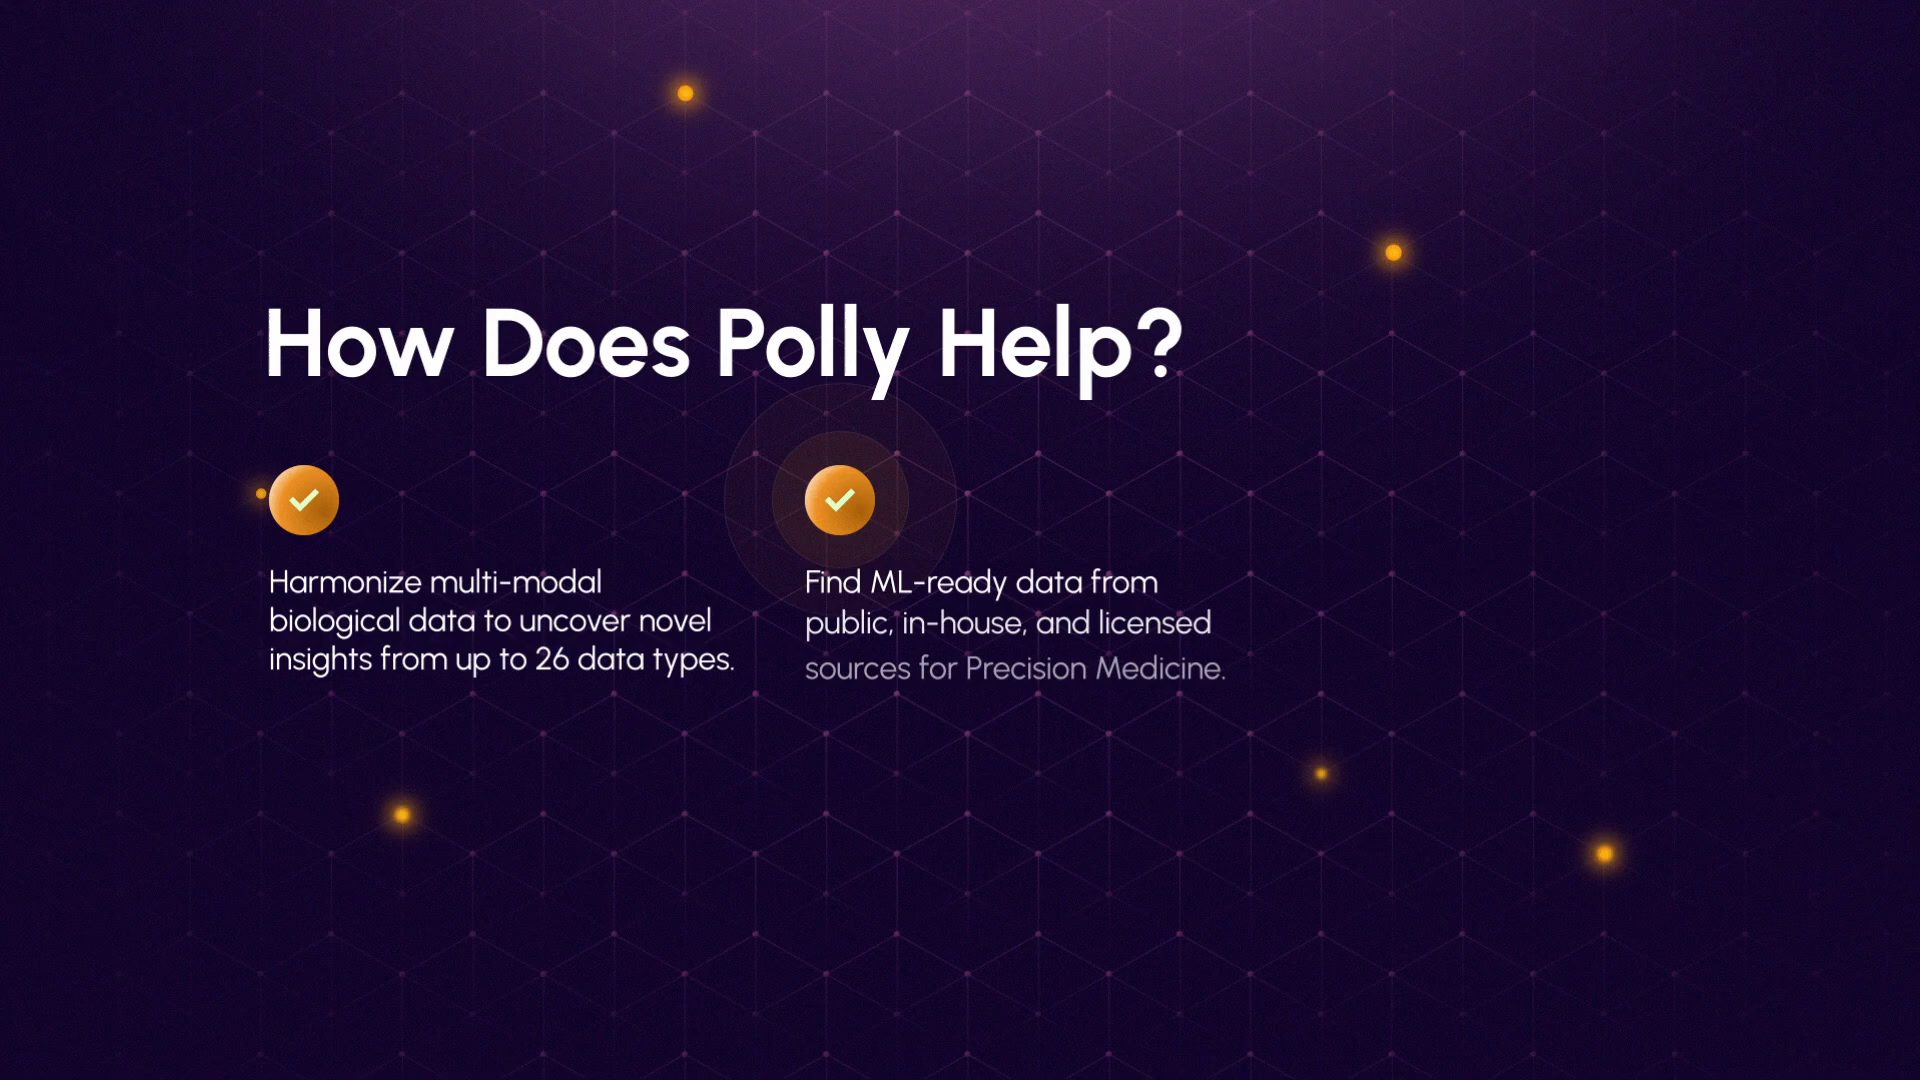 How Does Polly Help?
Harmonize multi-modal
biological data to uncover novel
insights from up to 26 data types.
Find ML-ready data from
public, in-house, and licensed
sources for Precision Medicine.